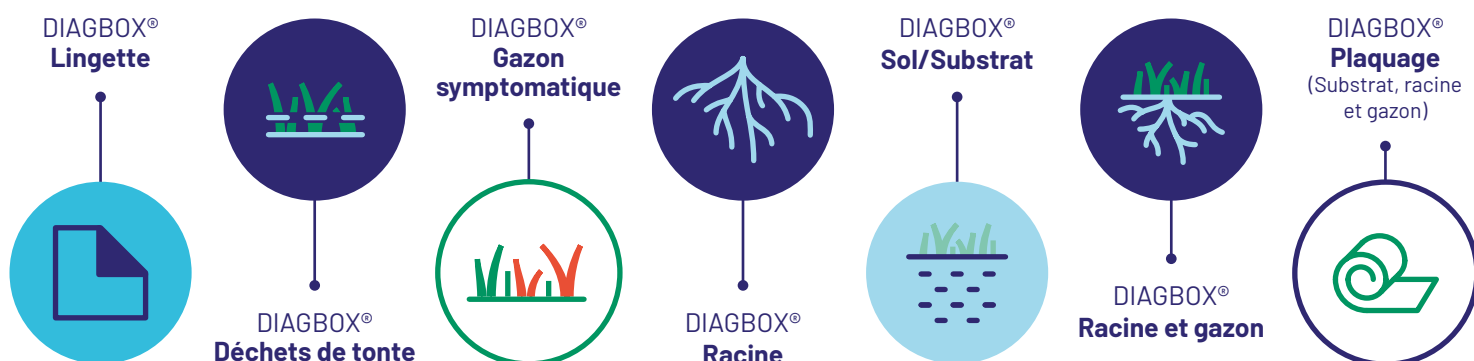 DIAGBOX®
Lingette
DIAGBOX®
Déchets de tonte
DIAGBOX®
Gazon
symptomatique
DIAGBOX®
Racine
DIAGBOX®
Sol/Substrat
DIAGBOX®
Racine et gazon
DIAGBOX®
Plaquage
(Substrat, racine
et gazon)